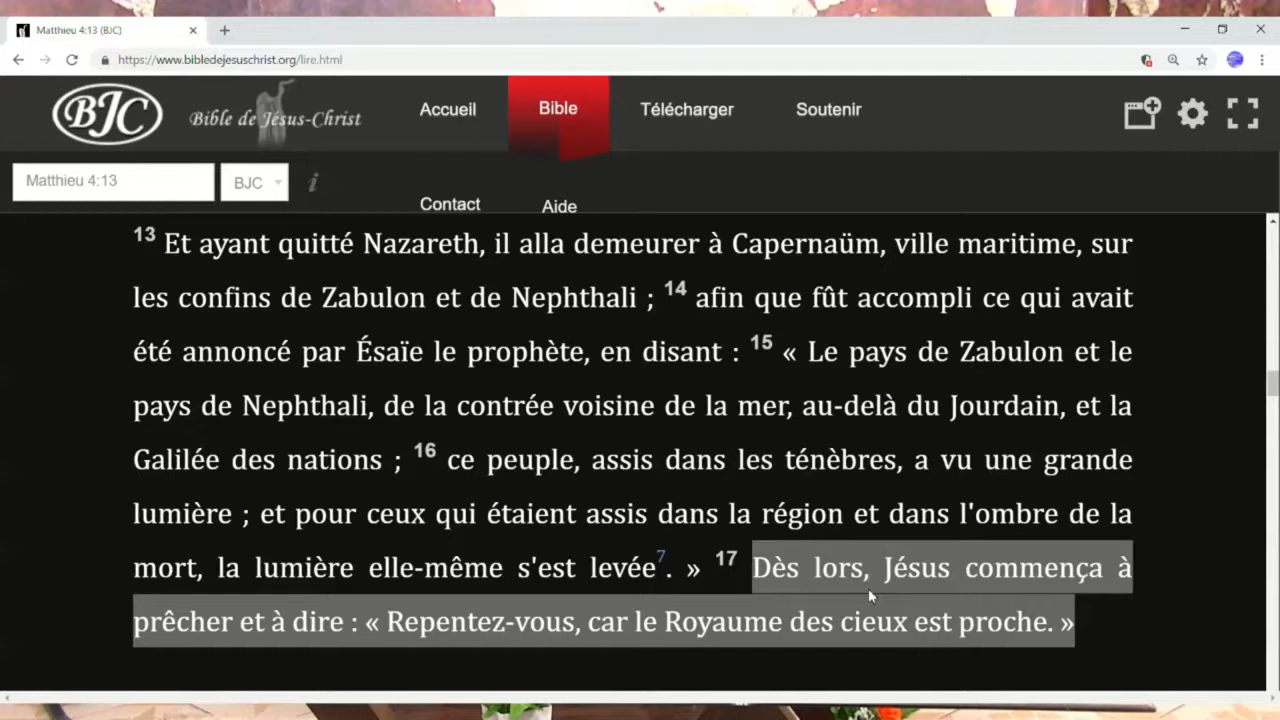 Matthieu 4:13 (BJC)
https://www.bibledejesuschrist.org/lire.html
BJC Bible de Jésus-Christ Accueil Bible Télécharger Soutenir
Matthieu 4:13 BJC i
Contact Aide
13 Et ayant quitté Nazareth, il alla demeurer à Capernaüm, ville maritime, sur
les confins de Zabulon et de Nephthali ; 14 afin que fût accompli ce qui avait
été annoncé par Ésaïe le prophète, en disant : 15 « Le pays de Zabulon et le
pays de Nephthali, de la contrée voisine de la mer, au-delà du Jourdain, et la
Galilée des nations ; 16 ce peuple, assis dans les ténèbres, a vu une grande
lumière ; et pour ceux qui étaient assis dans la région et dans l'ombre de la
mort, la lumière elle-même s'est levée7. » 17 Dès lors, Jésus commença à
prêcher et à dire : « Repentez-vous, car le Royaume des cieux est proche. »